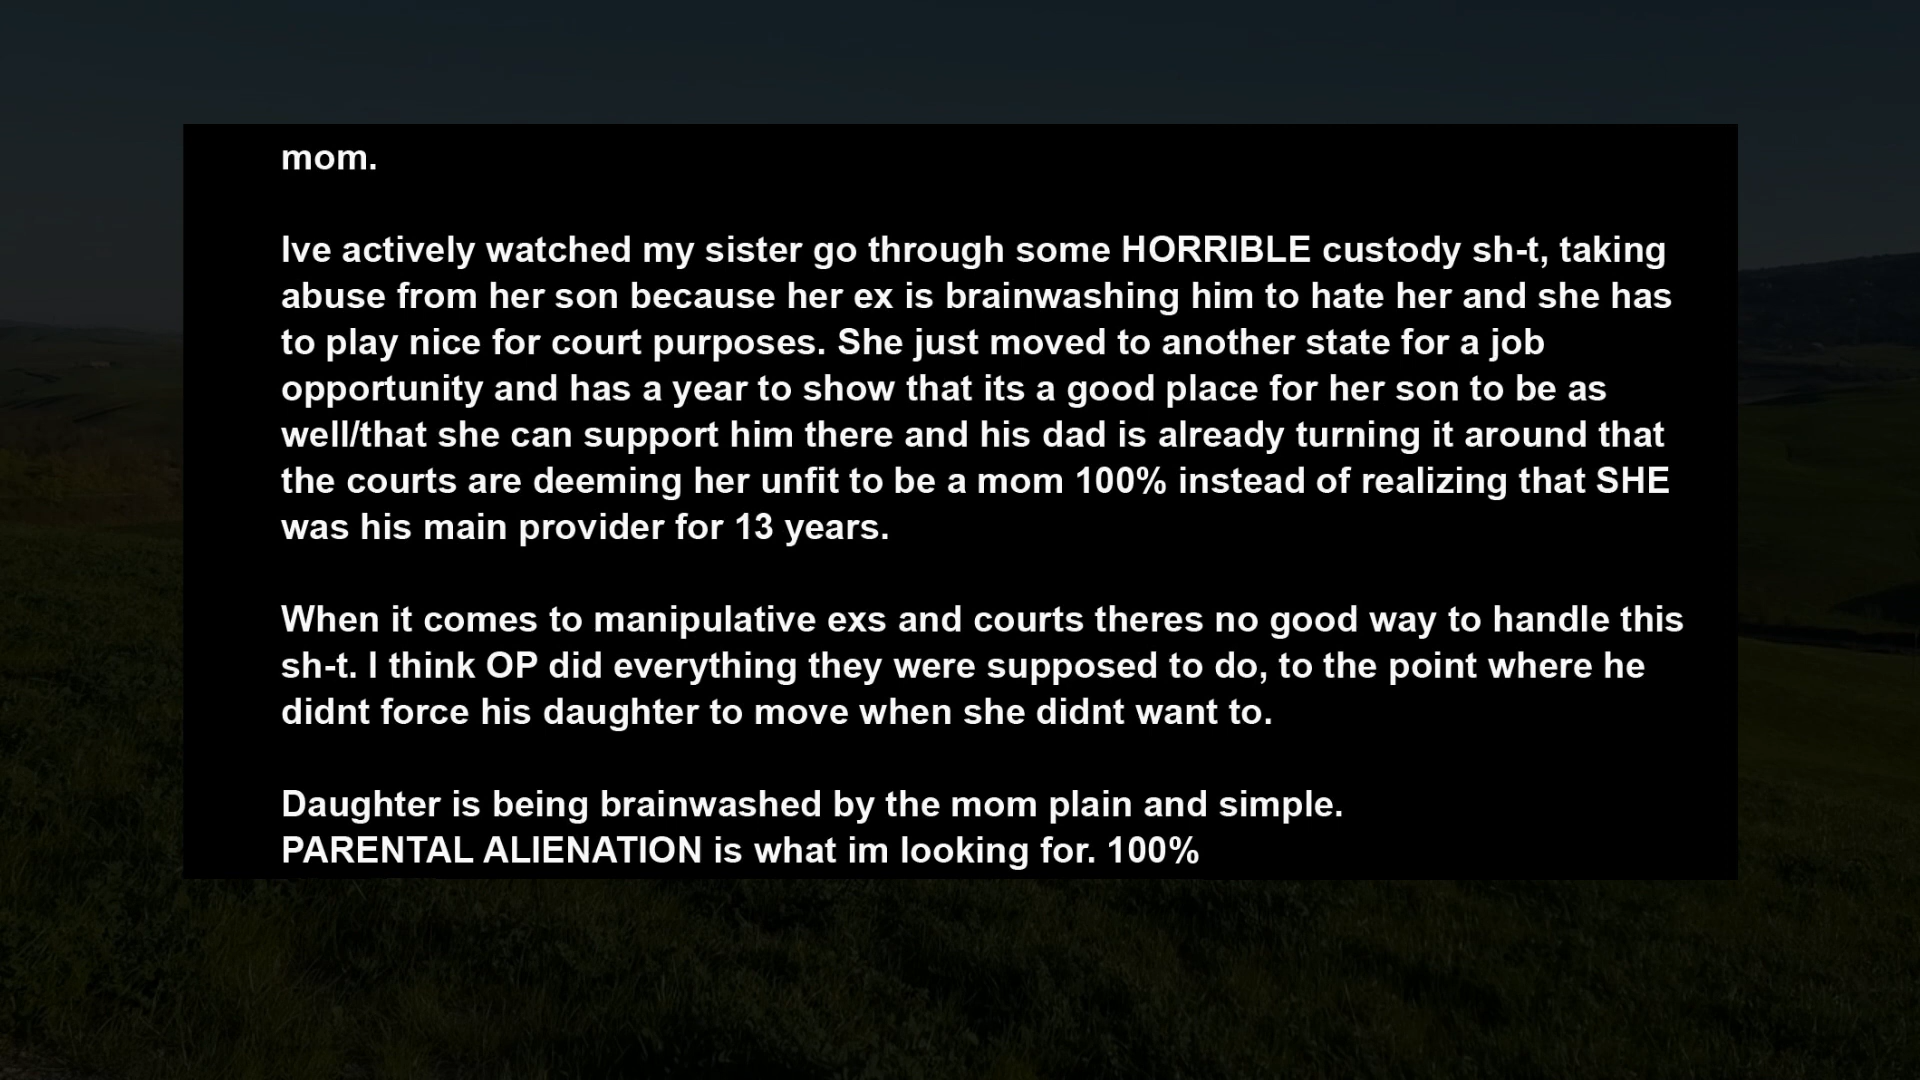 mom.
Ive actively watched my sister go through some HORRIBLE custody sh-t, taking
abuse from her son because her ex is brainwashing him to hate her and she has
to play nice for court purposes. She just moved to another state for a job
opportunity and has a year to show that its a good place for her son to be as
well/that she can support him there and his dad is already turning it around that
the courts are deeming her unfit to be a mom 100% instead of realizing that SHE
was his main provider for 13 years.
When it comes to manipulative exs and courts theres no good way to handle this
sh-t. I think OP did everything they were supposed to do, to the point where he
didnt force his daughter to move when she didnt want to.
Daughter is being brainwashed by the mom plain and simple.
PARENTAL ALIENATION is what im looking for. 100%